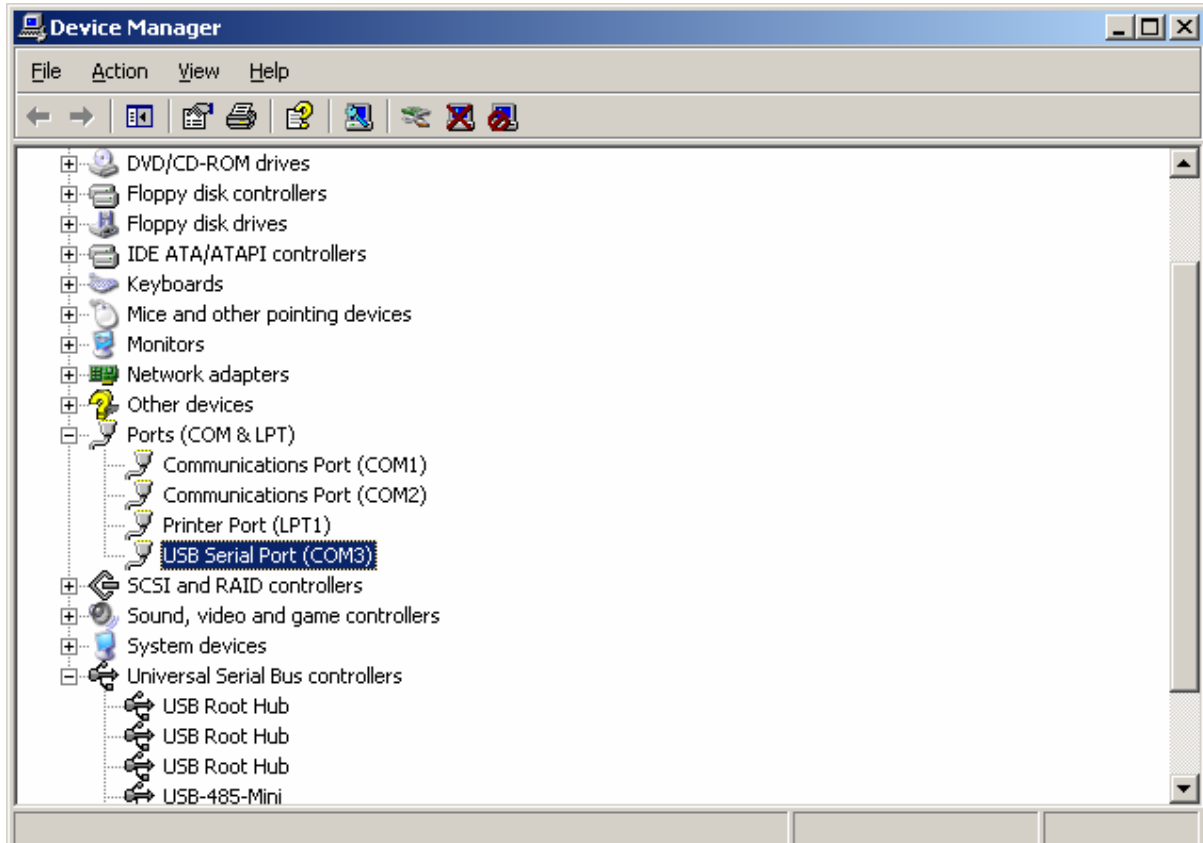 Device Manager
File Action View Help
DVD/CD-ROM drives
Floppy disk controllers
Floppy disk drives
IDE ATA/ATAPI controllers
Keyboards
Mice and other pointing devices
Monitors
Network adapters
Other devices
Ports (COM & LPT)
Communications Port (COM1)
Communications Port (COM2)
Printer Port (LPT1)
USB Serial Port (COM3)
SCSI and RAID controllers
Sound, video and game controllers
System devices
Universal Serial Bus controllers
USB Root Hub
USB Root Hub
USB Root Hub
USB-485-Mini